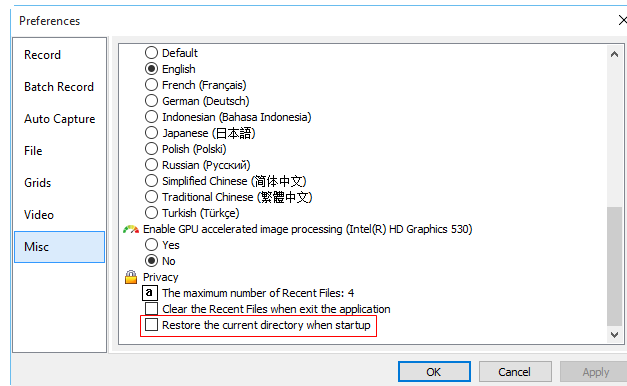 Preferences
Record
Batch Record
Auto Capture
File
Grids
Video
Misc
Default
English
French (Français)
German (Deutsch)
Indonesian (Bahasa Indonesia)
Japanese (日本語)
Polish (Polski)
Russian (Русский)
Simplified Chinese (简体中文)
Traditional Chinese (繁體中文)
Turkish (Türkçe)
Enable GPU accelerated image processing (Intel(R) HD Graphics 530)
Yes
No
Privacy
a The maximum number of Recent Files: 4
Clear the Recent Files when exit the application
Restore the current directory when startup
OK Cancel Apply